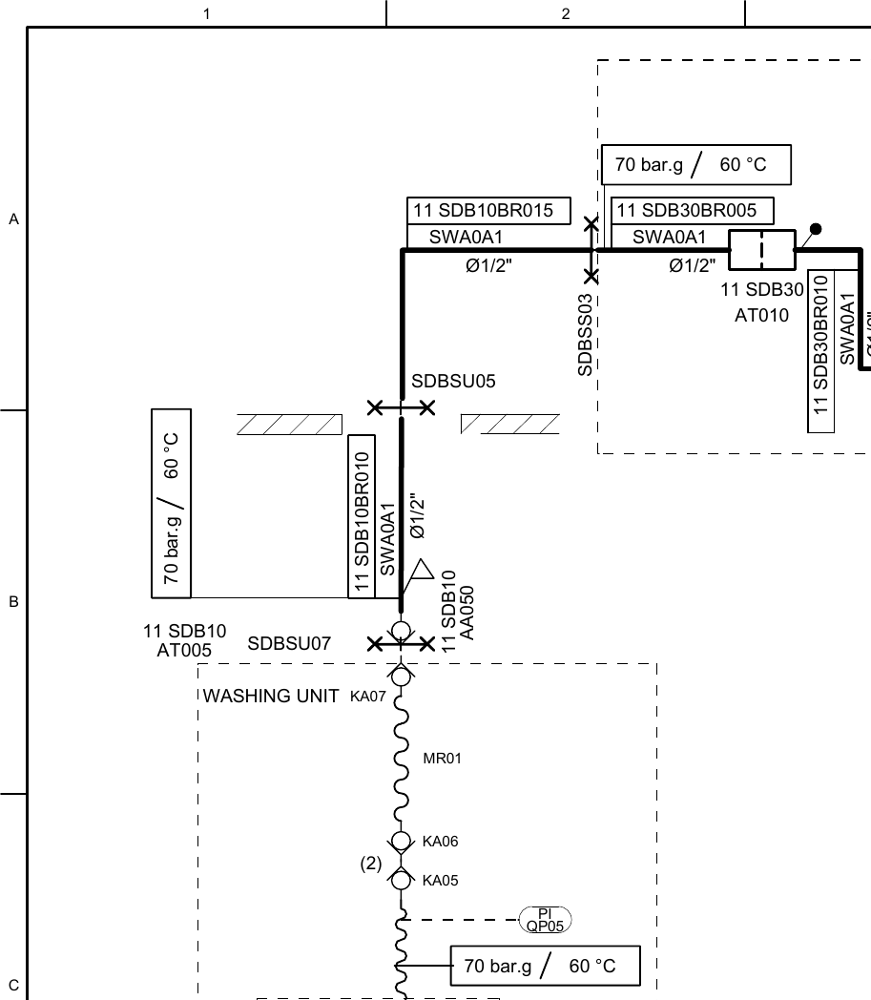 1
2
A
70 bar.g / 60 °C
11 SDB10BR015
11 SDB30BR005
SWA0A1
SWA0A1
Ø1/2"
Ø1/2"
11 SDB30
AT010
SDBSS03
11 SDB30BR010
SWA0A1
Ø1/2"
SDBSU05
70 bar.g / 60 °C
11 SDB10BR010
SWA0A1
Ø1/2"
B
11 SDB10
AA050
11 SDB10
AT005
SDBSU07
WASHING UNIT
KA07
MR01
KA06
(2)
KA05
PI
QP05
70 bar.g / 60 °C
C